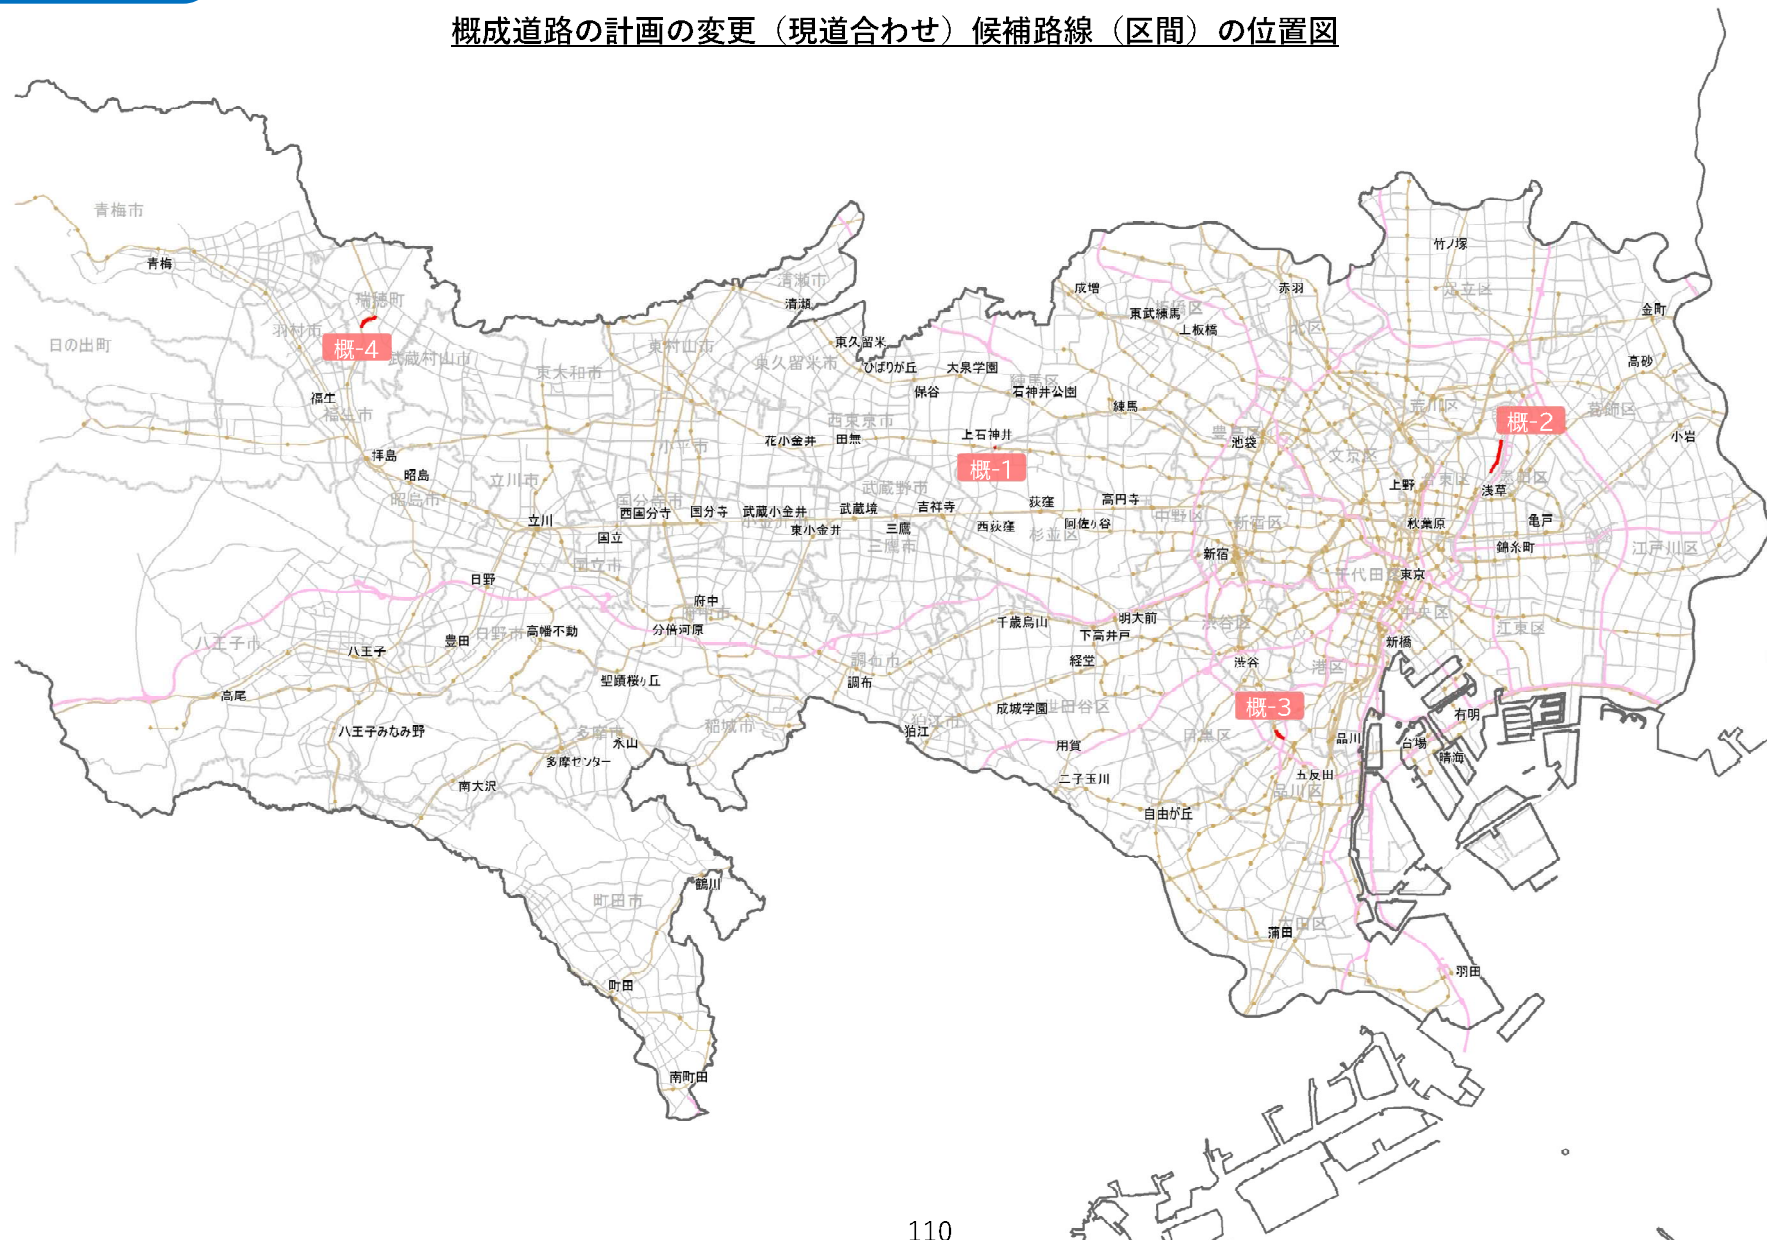 概成道路の計画の変更（現道合わせ）候補路線（区間）の位置図
青梅市
竹ノ塚
青梅
清瀬市
足立区
瑞穂町
清瀬
成増
赤羽
金町
東武練馬
板橋区
羽村市
上板橋
北区
日の出町
概-4
武蔵村山市
東村山市
東久留米
東久留米市
ひばりが丘
大泉学園
高砂
東大和市
練馬区
保谷
石神井公園
福生
福生市
練馬
荒川区
概-2
葛飾区
西東京市
花小金井
田無
上石神井
豊島区
池袋
小岩
小平市
拝島
文京区
昭島
概-1
立川市
上野
台東区
墨田区
浅草
昭島市
武蔵野市
国分寺市
西国分寺
国分寺
武蔵小金井
武蔵境
吉祥寺
荻窪
高円寺
中野区
新宿区
立川
東小金井
三鷹
西荻窪
阿佐ヶ谷
秋葉原
亀戸
国立
三鷹市
杉並区
新宿
錦糸町
江戸川区
国立市
日野
千代田区
東京
府中
中央区
八王子市
日野市
高幡不動
分倍河原
千歳烏山
明大前
渋谷区
江東区
豊田
下高井戸
新橋
八王子
調布市
経堂
渋谷
港区
聖蹟桜ヶ丘
調布
高尾
成城学園
世田谷区
概-3
有明
八王子みなみ野
多摩市
稲城市
狛江市
狛江
永山
用賀
目黒区
品川
台場
多摩センター
晴海
南大沢
二子玉川
五反田
品川区
自由が丘
鶴川
町田市
大田区
蒲田
町田
羽田
南町田
110